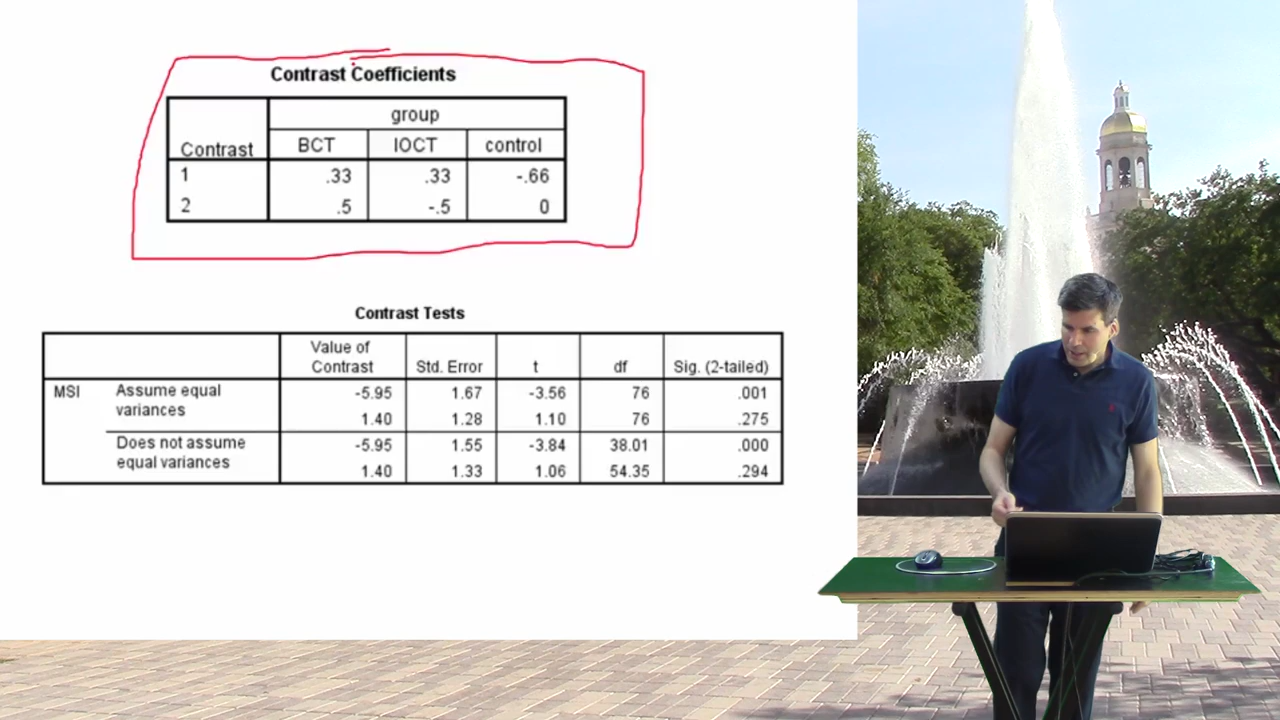 Contrast Coefficients
group
Contrast BCT IOCT control
1 .33 .33 -.66
2 .5 -.5 0
Contrast Tests
Value of Contrast Std. Error t df Sig. (2-tailed)
MSI Assume equal variances -5.95 1.67 -3.56 76 .001
1.40 1.28 1.10 76 .275
Does not assume equal variances -5.95 1.55 -3.84 38.01 .000
1.40 1.33 1.06 54.35 .294